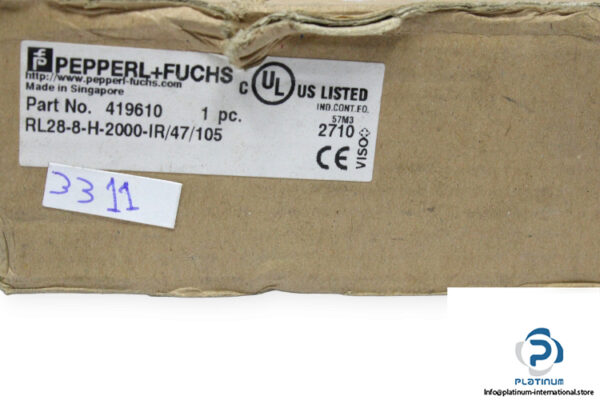 PEPPERL+FUCHS
http://www.pepperl-fuchs.com
Made in Singapore
Part No. 419610 1 pc.
RL28-8-H-2000-IR/47/105
C UL US LISTED
IND.CONT.EQ.
57M3
2710
CE
VISO
3311
PLATINUM
Info@platinum-international.store